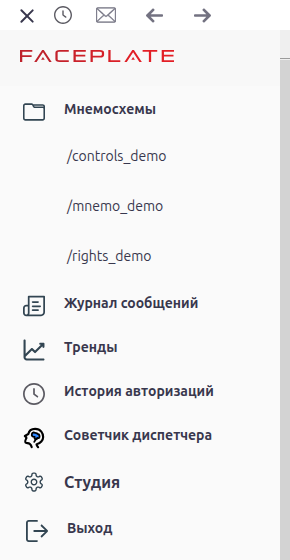 FACEPLATE
Мнемосхемы
/controls_demo
/mnemo_demo
/rights_demo
Журнал сообщений
Тренды
История авторизаций
Советчик диспетчера
Студия
Выход